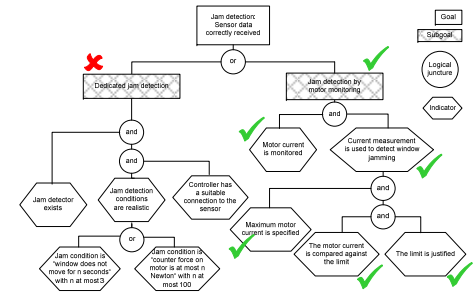 Jam detection:
Sensor data
correctly received
Goal
Subgoal
Logical
juncture
Indicator
or
Dedicated jam detection
Jam detection by
motor monitoring
and
and
Motor current
is monitored
Current measurement
is used to detect window
jamming
and
Jam detector
exists
Jam detection
conditions
are realistic
Controller has
a suitable
connection to the
sensor
and
Maximum motor
current is specified
and
or
Jam condition is
"window does not
move for n seconds"
with n at most 3
Jam condition is
"counter force on
motor is at most n
Newton" with n at
most 100
The motor current
is compared against
the limit
The limit is justified